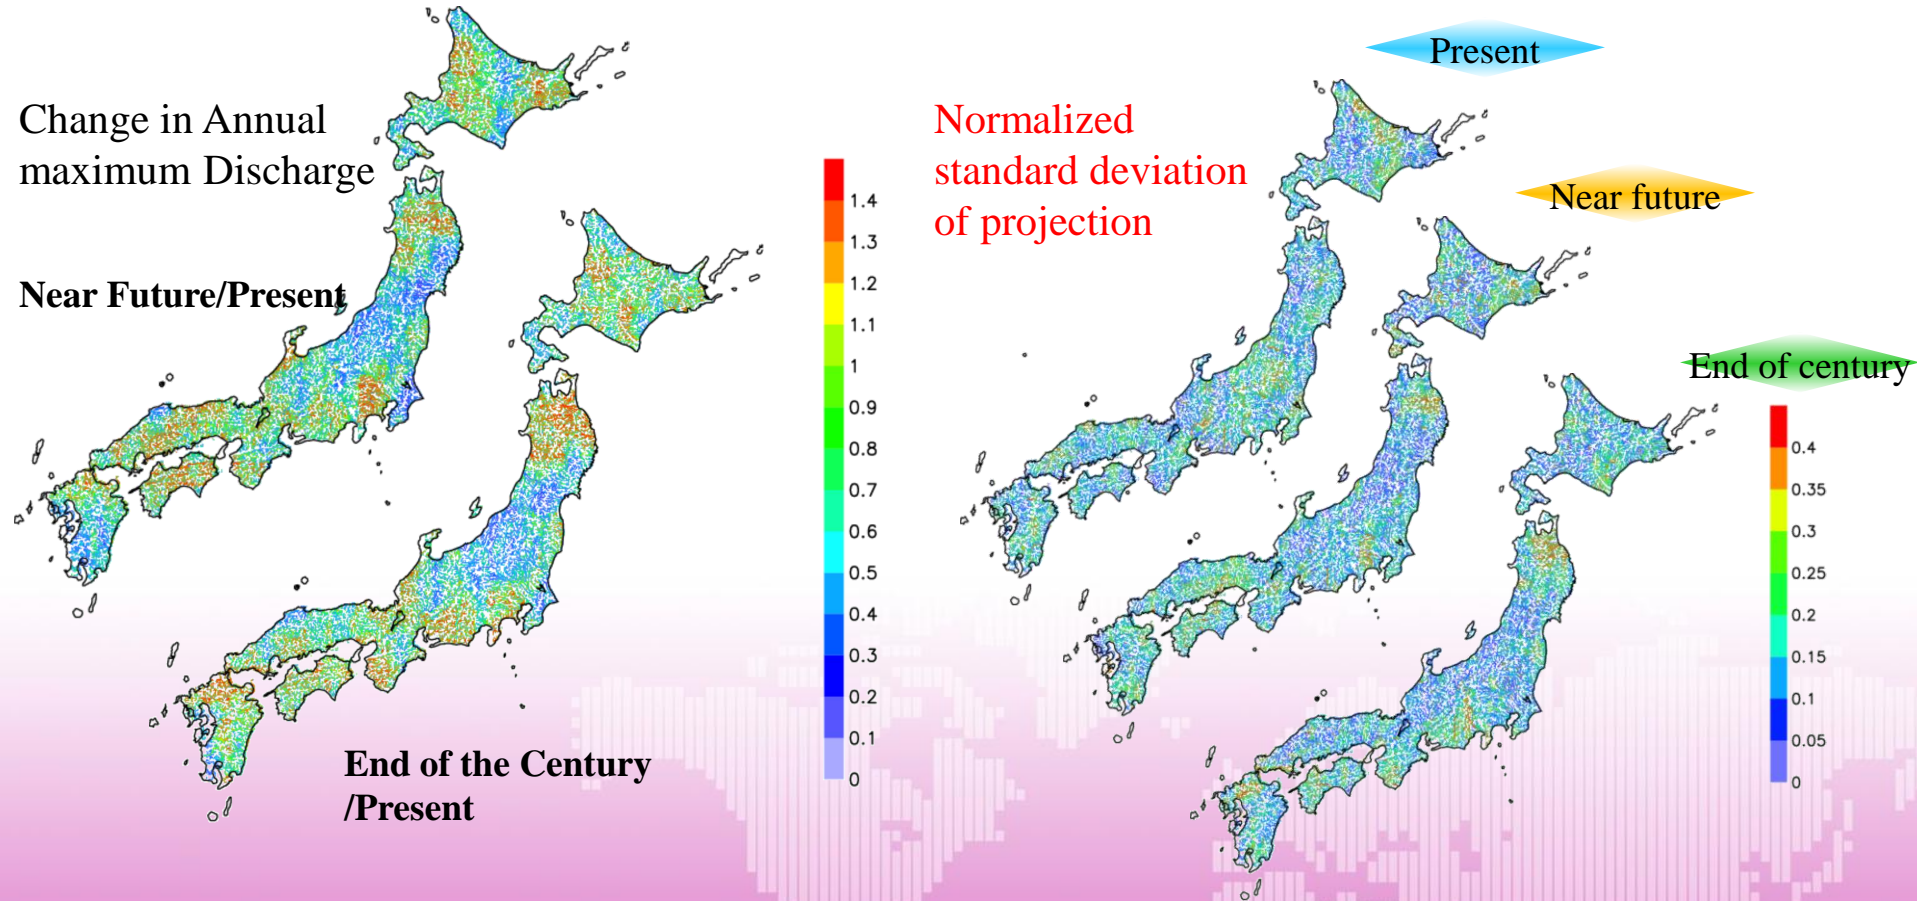 Change in Annual
maximum Discharge
Near Future/Present
End of the Century
/Present
1.4
1.3
1.2
1.1
1
0.9
0.8
0.7
0.6
0.5
0.4
0.3
0.2
0.1
0
Normalized
standard deviation
of projection
Present
Near future
End of century
0.4
0.35
0.3
0.25
0.2
0.15
0.1
0.05
0